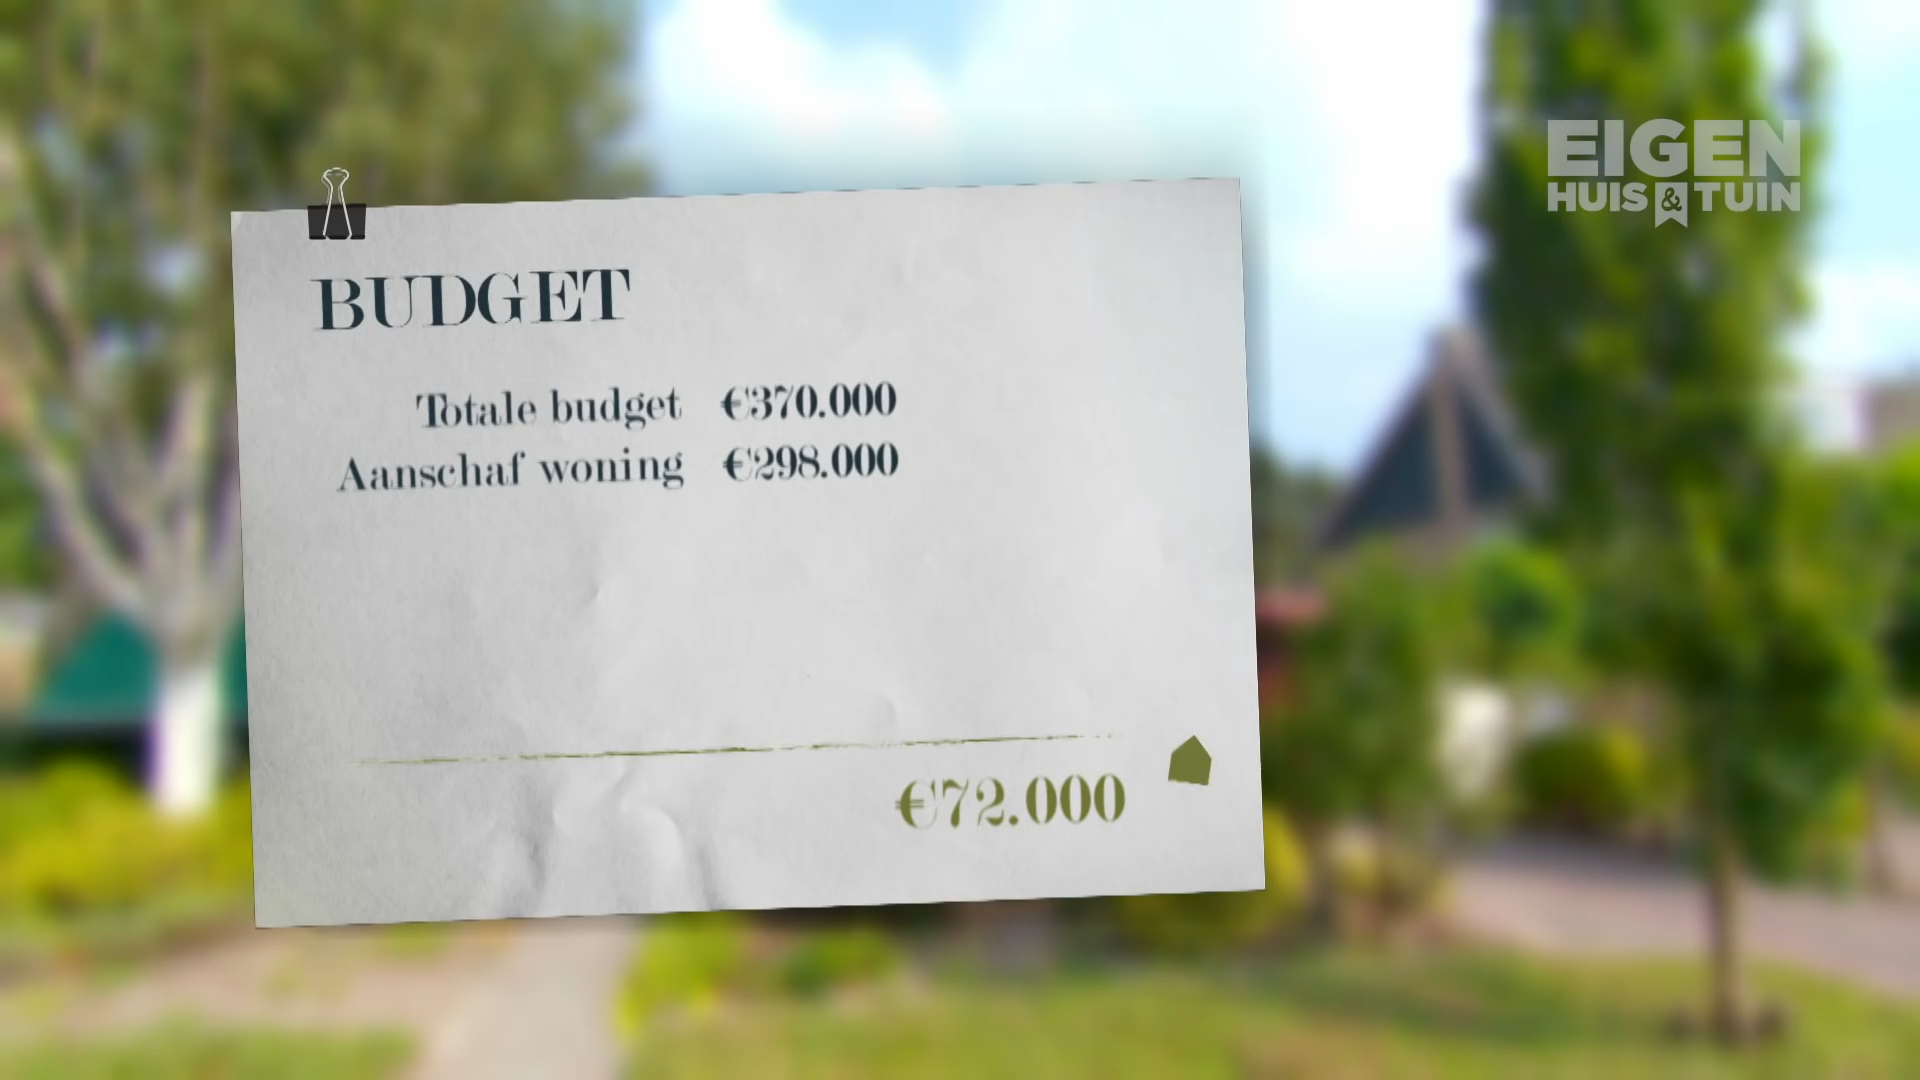 EIGEN
HUIS & TUIN
BUDGET
Totale budget €370.000
Aanschaf woning €298.000
€72.000